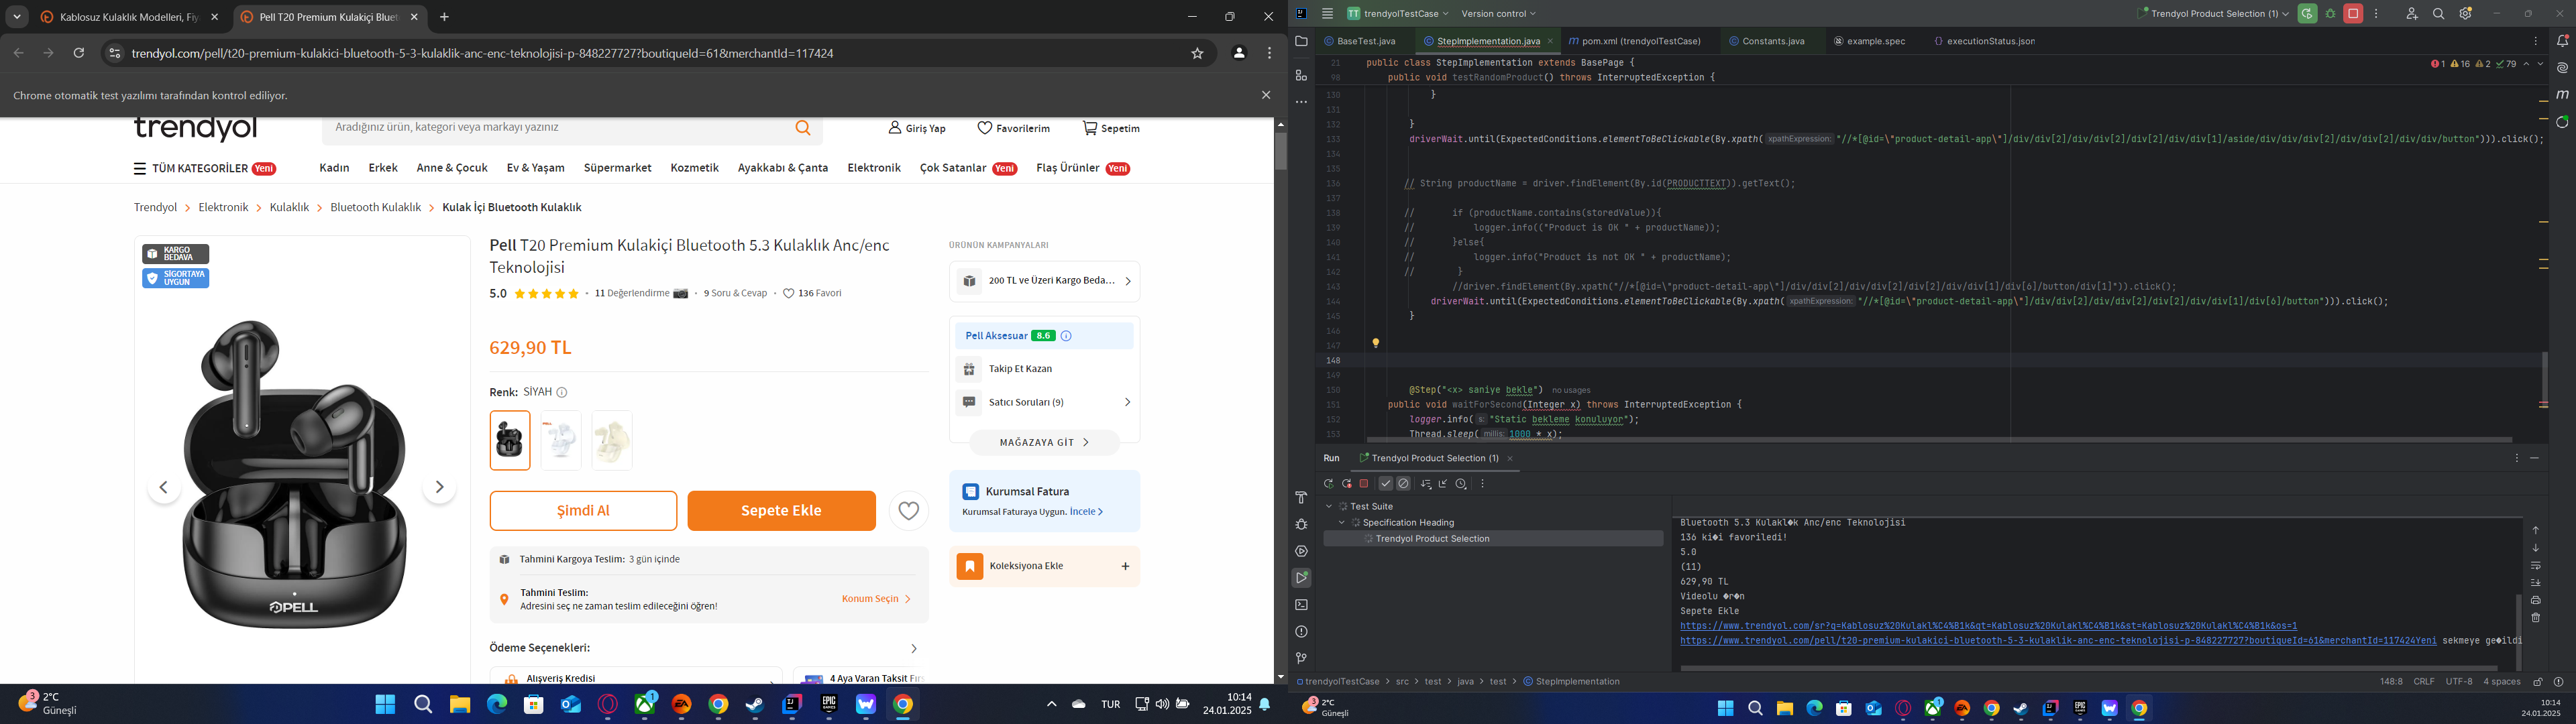 Kablosuz Kulaklık Modelleri, Fiy
Pell T20 Premium Kulakiçi Bluet
trendyol.com/pell/t20-premium-kulakici-bluetooth-5-3-kulaklik-anc-enc-teknolojisi-p-848227727?boutiqueId=61&merchantId=117424
Chrome otomatik test yazılımı tarafından kontrol ediliyor.
trendyol
Aradığınız ürün, kategori veya markayı yazınız
Giriş Yap
Favorilerim
Sepetim
TÜM KATEGORİLER Yeni
Kadın
Erkek
Anne & Çocuk
Ev & Yaşam
Süpermarket
Kozmetik
Ayakkabı & Çanta
Elektronik
Çok Satanlar Yeni
Flaş Ürünler Yeni
Trendyol > Elektronik > Kulaklık > Bluetooth Kulaklık > Kulak İçi Bluetooth Kulaklık
KARGO
BEDAVA
SİGORTAYA
UYGUN
PELL
Pell T20 Premium Kulakiçi Bluetooth 5.3 Kulaklık Anc/enc
Teknolojisi
5.0 • 11 Değerlendirme • 9 Soru & Cevap • 136 Favori
629,90 TL
Renk: SİYAH
Şimdi Al
Sepete Ekle
Tahmini Kargoya Teslim: 3 gün içinde
Tahmini Teslim:
Adresini seç ne zaman teslim edileceğini öğren!
Konum Seçin
Ödeme Seçenekleri:
Alışveriş Kredisi
4 Aya Varan Taksit Fırs
ÜRÜNÜN KAMPANYALARI
200 TL ve Üzeri Kargo Beda...
Pell Aksesuar 8.6
Takip Et Kazan
Satıcı Soruları (9)
MAĞAZAYA GİT
Kurumsal Fatura
Kurumsal Faturaya Uygun. İncele
Koleksiyona Ekle +
3
2°C
Güneşli
1
EPIC GAMES
TUR
10:14
24.01.2025
TT trendyolTestCase
Version control
Trendyol Product Selection (1)
BaseTest.java
StepImplementation.java
pom.xml (trendyolTestCase)
Constants.java
example.spec
executionStatus.json
1 16 2 79
21 public class StepImplementation extends BasePage {
98 public void testRandomProduct() throws InterruptedException {
130 }
131
132 }
133 driverWait.until(ExpectedConditions.elementToBeClickable(By.xpath( xpathExpression: "//*[@id=\"product-detail-app\"]/div/div[2]/div/div[2]/div[2]/div/div[1]/aside/div/div/div[2]/div/div[2]/div/div/button"))).click();
134
135
136 // String productName = driver.findElement(By.id(PRODUCTTEXT)).getText();
137
138 // if (productName.contains(storedValue)){
139 // logger.info(("Product is OK " + productName));
140 // }else{
141 // logger.info("Product is not OK " + productName);
142 // }
143 //driver.findElement(By.xpath("//*[@id=\"product-detail-app\"]/div/div[2]/div/div[2]/div[2]/div/div[1]/div[6]/button/div[1]")).click();
144 driverWait.until(ExpectedConditions.elementToBeClickable(By.xpath( xpathExpression: "//*[@id=\"product-detail-app\"]/div/div[2]/div/div[2]/div[2]/div/div[1]/div[6]/button"))).click();
145 }
146
147
148
149
150 @Step("<x> saniye bekle") no usages
151 public void waitForSecond(Integer x) throws InterruptedException {
152 logger.info( s: "Static bekleme konuluyor");
153 Thread.sleep( millis: 1000 * x);
Run
Trendyol Product Selection (1)
Test Suite
Specification Heading
Trendyol Product Selection
Bluetooth 5.3 Kulakl�k Anc/enc Teknolojisi
136 ki�i favoriledi!
5.0
(11)
629,90 TL
Videolu �r�n
Sepete Ekle
https://www.trendyol.com/sr?q=Kablosuz%20Kulakl%C4%B1k&qt=Kablosuz%20Kulakl%C4%B1k&st=Kablosuz%20Kulakl%C4%B1k&os=1
https://www.trendyol.com/pell/t20-premium-kulakici-bluetooth-5-3-kulaklik-anc-enc-teknolojisi-p-848227727?boutiqueId=61&merchantId=117424Yeni sekmeye ge�ildi
trendyolTestCase > src > test > java > test > StepImplementation
148:8 CRLF UTF-8 4 spaces
3
2°C
Güneşli
1
EPIC GAMES
10:14
24.01.2025